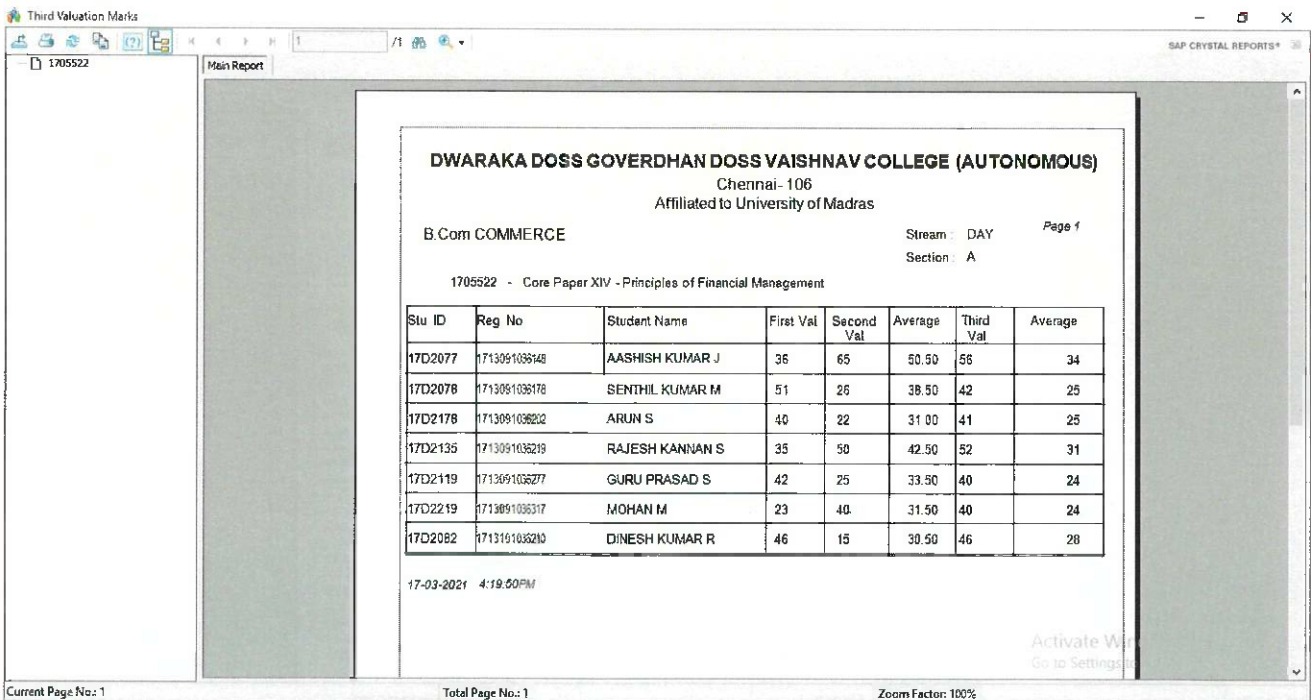 Third Valuation Marks
1 /1
SAP CRYSTAL REPORTS®
1705522
Main Report
DWARAKA DOSS GOVERDHAN DOSS VAISHNAV COLLEGE (AUTONOMOUS)
Chennai- 106
Affiliated to University of Madras
B.Com COMMERCE Stream : DAY Page 1
Section : A
1705522 - Core Paper XIV - Principles of Financial Management
Stu ID Reg No Student Name First Val Second Val Average Third Val Average
17D2077 1713091036148 AASHISH KUMAR J 36 65 50.50 56 34
17D2078 1713091036178 SENTHIL KUMAR M 51 26 38.50 42 25
17D2178 1713091036202 ARUN S 40 22 31.00 41 25
17D2135 1713091036219 RAJESH KANNAN S 35 50 42.50 52 31
17D2119 1713091036277 GURU PRASAD S 42 25 33.50 40 24
17D2219 1713091036317 MOHAN M 23 40 31.50 40 24
17D2082 1713191036210 DINESH KUMAR R 46 15 30.50 46 28
17-03-2021 4:19:50PM
Activate Win
Go to Settings to
Current Page No.: 1 Total Page No.: 1 Zoom Factor: 100%